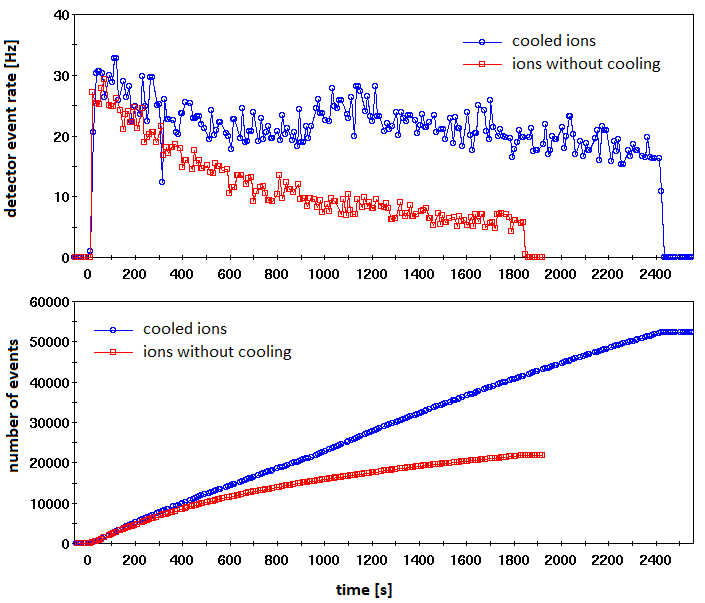 detector event rate [Hz]
40
30
20
10
0
cooled ions
ions without cooling
0 200 400 600 800 1000 1200 1400 1600 1800 2000 2200 2400
number of events
60000
50000
40000
30000
20000
10000
0
cooled ions
ions without cooling
0 200 400 600 800 1000 1200 1400 1600 1800 2000 2200 2400
time [s]